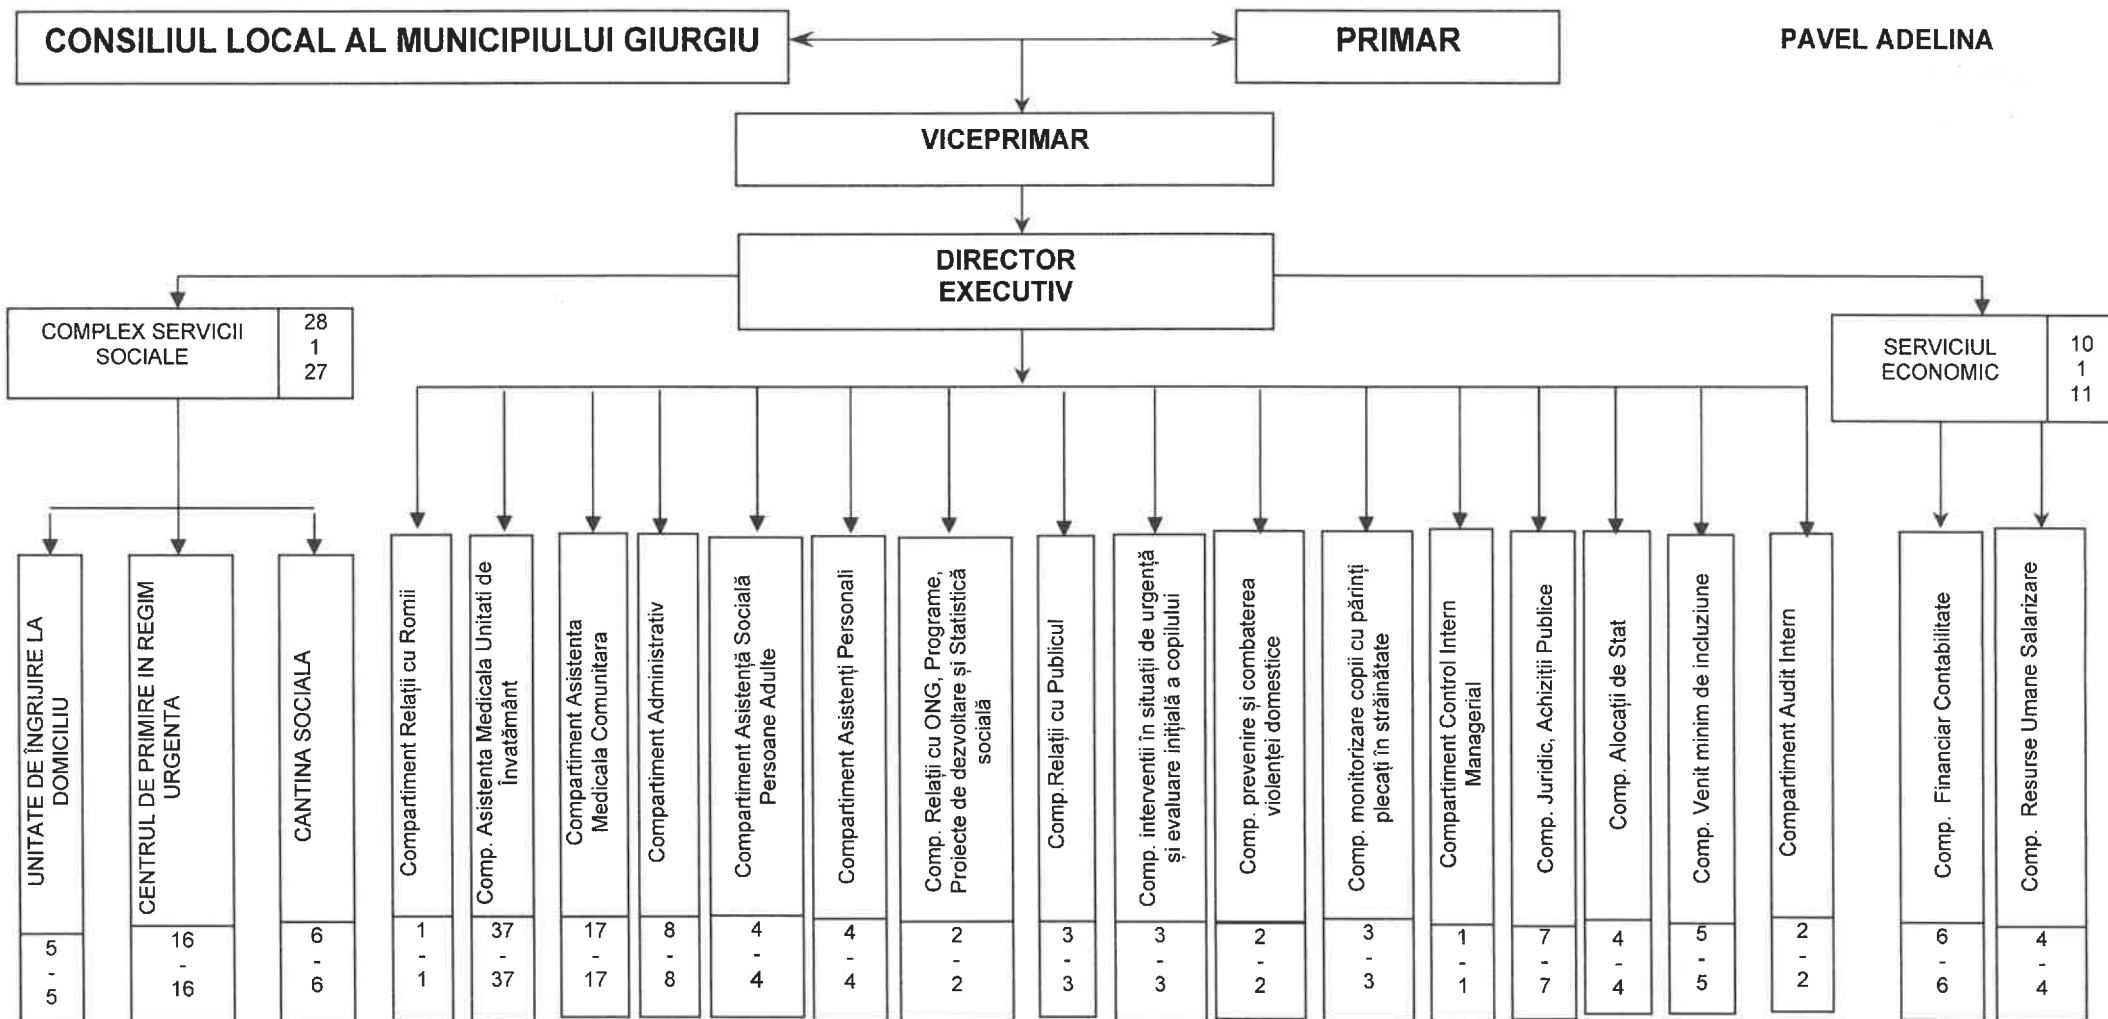 CONSILIUL LOCAL AL MUNICIPIULUI GIURGIU
PRIMAR
PAVEL ADELINA
VICEPRIMAR
DIRECTOR
EXECUTIV
COMPLEX SERVICII
SOCIALE
28
1
27
SERVICIUL
ECONOMIC
10
1
11
UNITATE DE ÎNGRIJIRE LA
DOMICILIU
5
-
5
CENTRUL DE PRIMIRE IN REGIM
URGENTA
16
-
16
CANTINA SOCIALA
6
-
6
Compartiment Relații cu Romii
1
-
1
Comp. Asistenta Medicala Unitati de
Învatământ
37
-
37
Compartiment Asistenta
Medicala Comunitara
17
-
17
Compartiment Administrativ
8
-
8
Compartiment Asistență Socială
Persoane Adulte
4
-
4
Compartiment Asistenți Personali
4
-
4
Comp. Relații cu ONG, Programe,
Proiecte de dezvoltare și Statistică
socială
2
-
2
Comp.Relații cu Publicul
3
-
3
Comp. interventii în situații de urgență
și evaluare inițială a copilului
3
-
3
Comp. prevenire și combaterea
violenței domestice
2
-
2
Comp. monitorizare copii cu părinți
plecați în străinătate
3
-
3
Compartiment Control Intern
Managerial
1
-
1
Comp. Juridic, Achiziții Publice
7
-
7
Comp. Alocații de Stat
4
-
4
Comp. Venit minim de incluziune
5
-
5
Compartiment Audit Intern
2
-
2
Comp. Financiar Contabilitate
6
-
6
Comp. Resurse Umane Salarizare
4
-
4